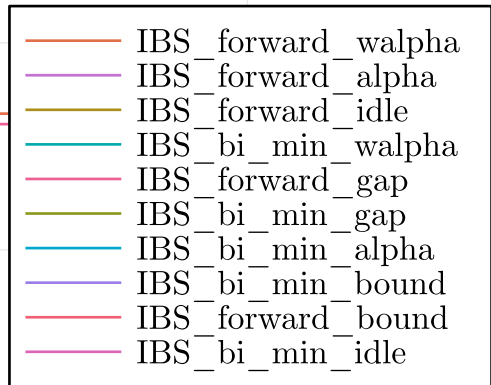 IBS_forward_walpha
IBS_forward_alpha
IBS_forward_idle
IBS_bi_min_walpha
IBS_forward_gap
IBS_bi_min_gap
IBS_bi_min_alpha
IBS_bi_min_bound
IBS_forward_bound
IBS_bi_min_idle